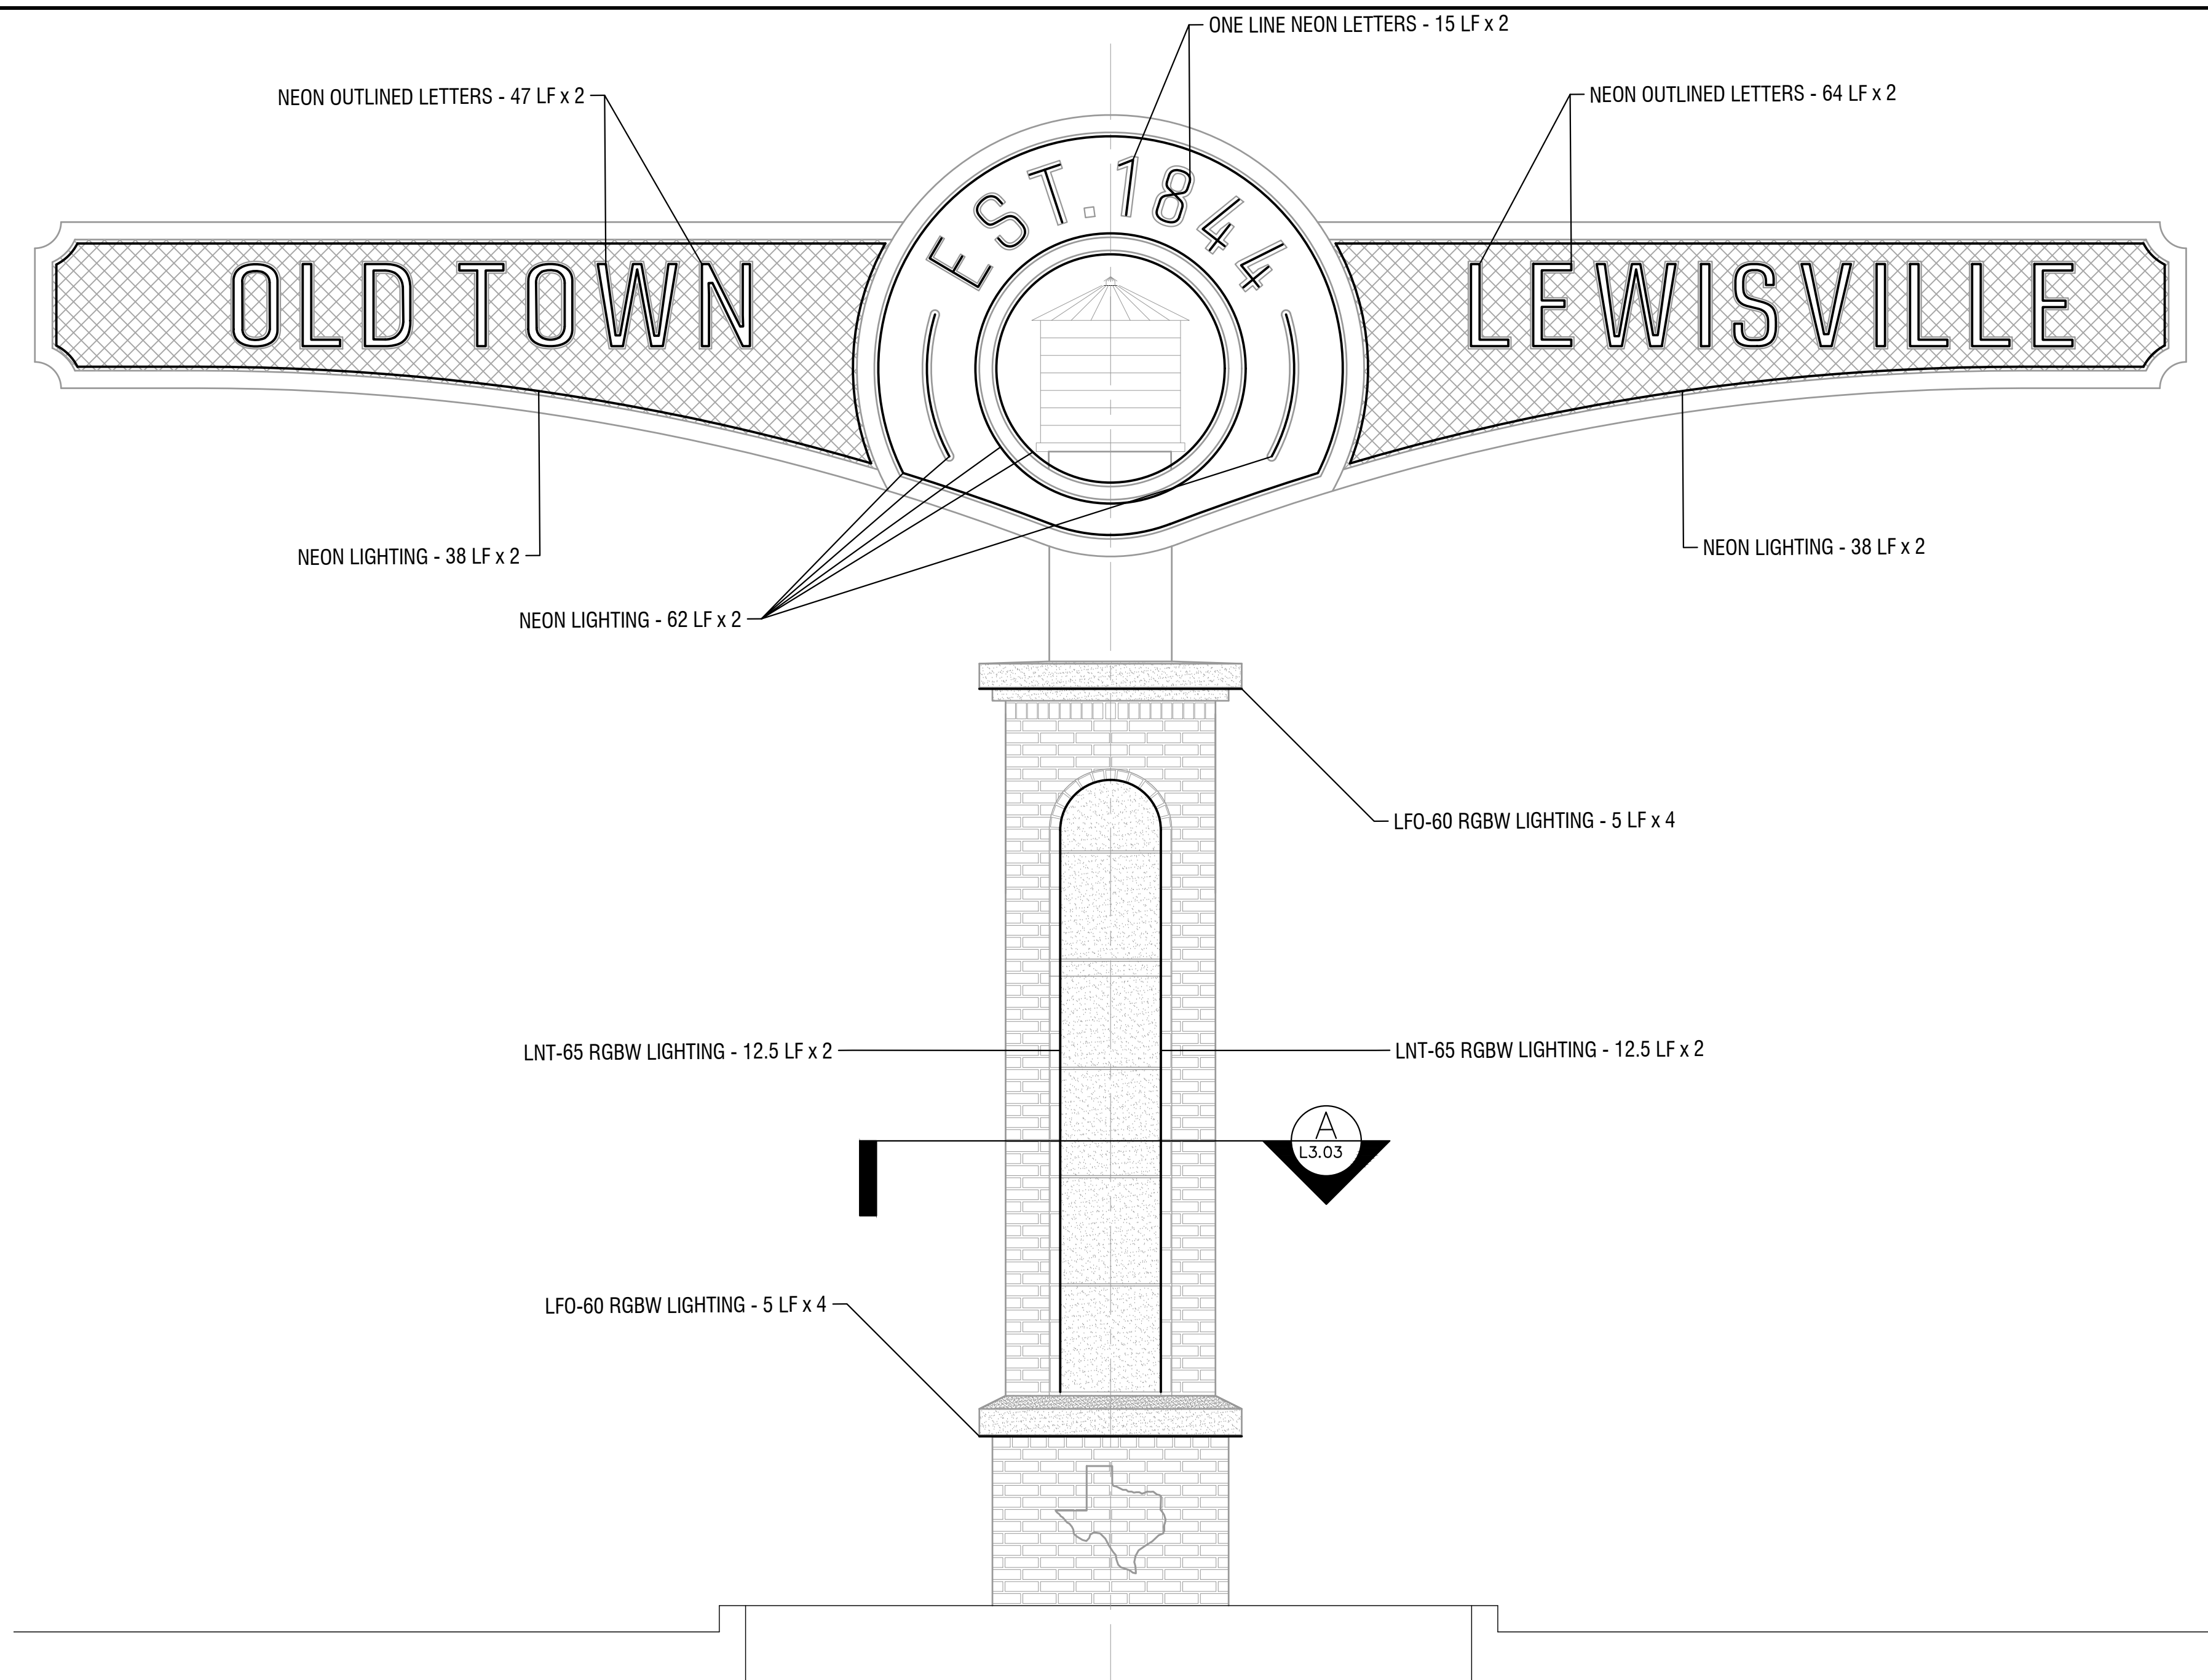 ONE LINE NEON LETTERS - 15 LF x 2
NEON OUTLINED LETTERS - 47 LF x 2
NEON OUTLINED LETTERS - 64 LF x 2
EST. 1844
OLD TOWN
LEWISVILLE
NEON LIGHTING - 38 LF x 2
NEON LIGHTING - 38 LF x 2
NEON LIGHTING - 62 LF x 2
LFO-60 RGBW LIGHTING - 5 LF x 4
LNT-65 RGBW LIGHTING - 12.5 LF x 2
LNT-65 RGBW LIGHTING - 12.5 LF x 2
A
L3.03
LFO-60 RGBW LIGHTING - 5 LF x 4